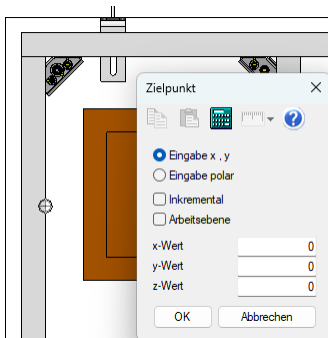 Zielpunkt
Eingabe x , y
Eingabe polar
Inkremental
Arbeitsebene
x-Wert 0
y-Wert 0
z-Wert 0
OK Abbrechen